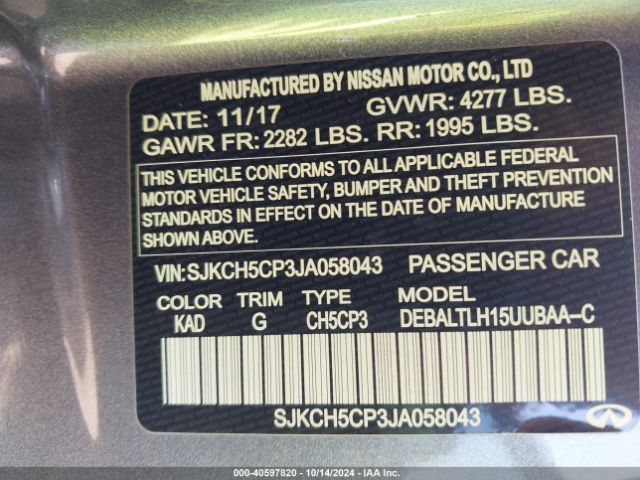 MANUFACTURED BY NISSAN MOTOR CO., LTD
DATE: 11/17 GVWR: 4277 LBS.
GAWR FR: 2282 LBS. RR: 1995 LBS.
THIS VEHICLE CONFORMS TO ALL APPLICABLE FEDERAL
MOTOR VEHICLE SAFETY, BUMPER AND THEFT PREVENTION
STANDARDS IN EFFECT ON THE DATE OF MANUFACTURE
SHOWN ABOVE.
VIN:SJKCH5CP3JA058043 PASSENGER CAR
COLOR TRIM TYPE MODEL
KAD G CH5CP3 DEBALTLH15UUBAA--C
SJKCH5CP3JA058043
000-40597820 | 10/14/2024 | IAA Inc.